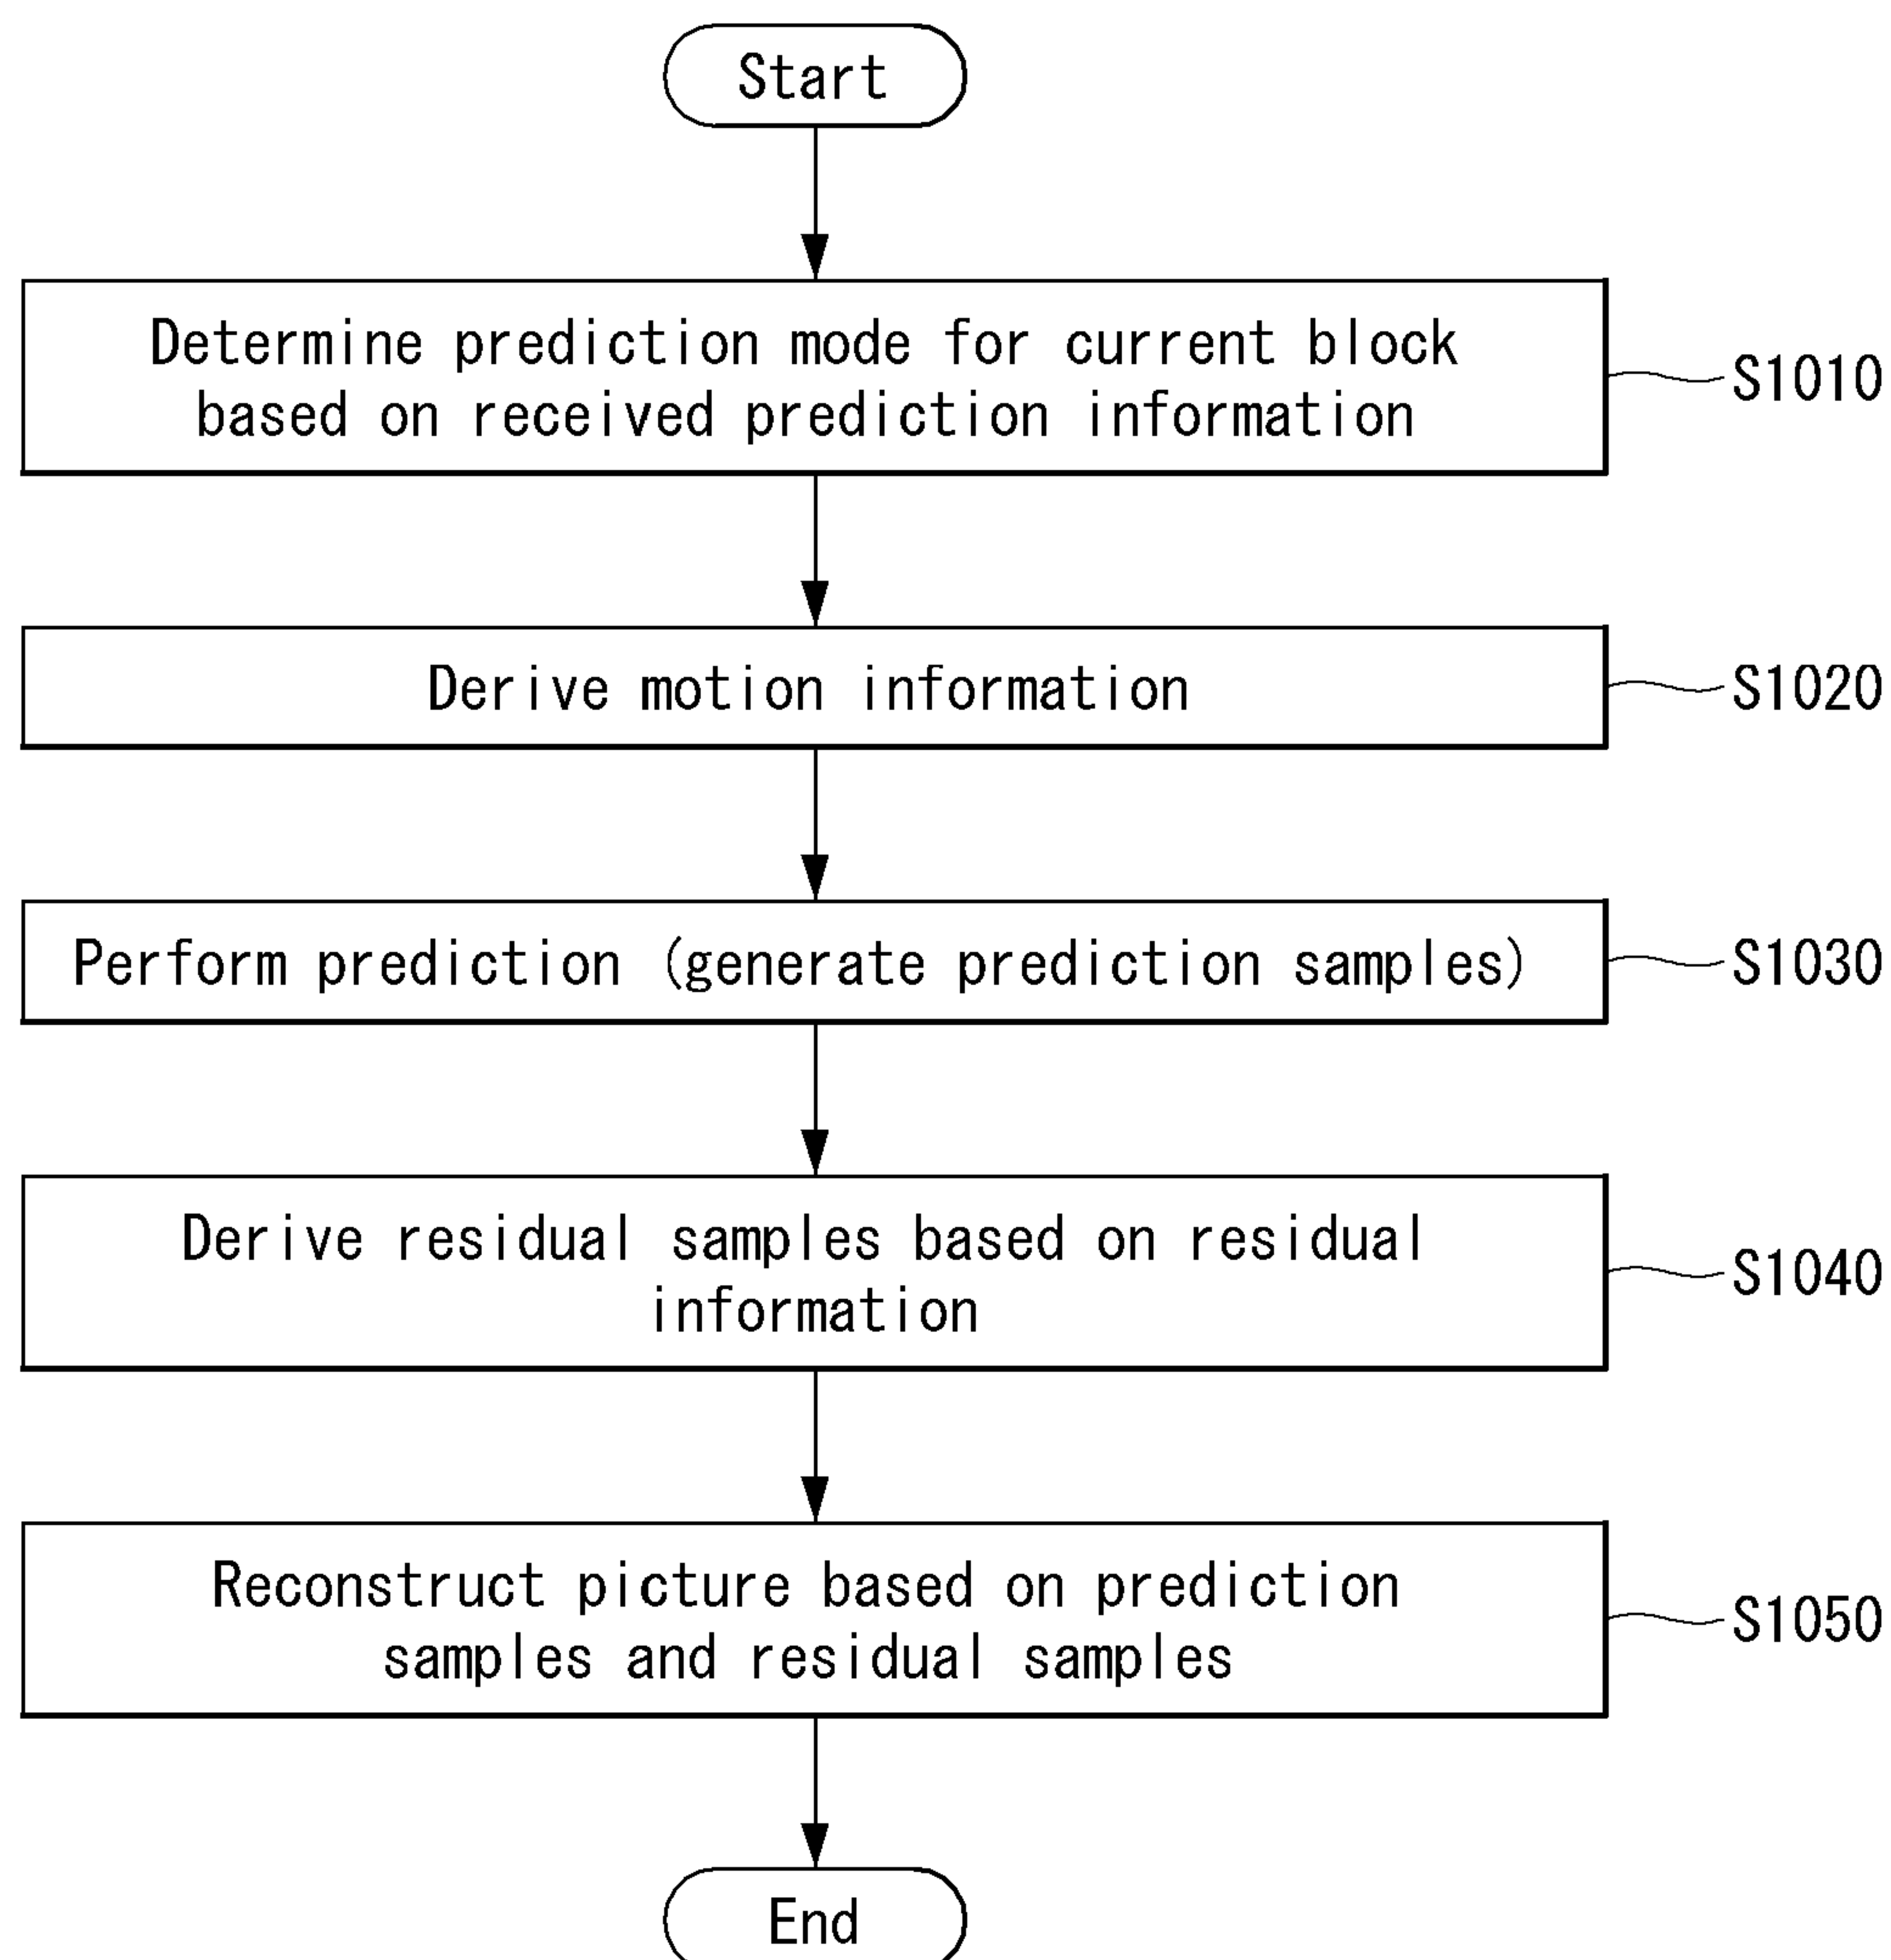 Start
Determine prediction mode for current block
based on received prediction information
S1010
Derive motion information
S1020
Perform prediction (generate prediction samples)
S1030
Derive residual samples based on residual
information
S1040
Reconstruct picture based on prediction
samples and residual samples
S1050
End